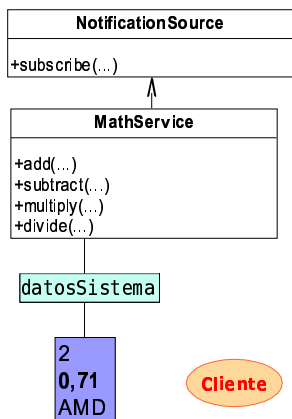 NotificationSource
+subscribe(...)
MathService
+add(...)
+subtract(...)
+multiply(...)
+divide(...)
datosSistema
2
0,71
AMD
Cliente